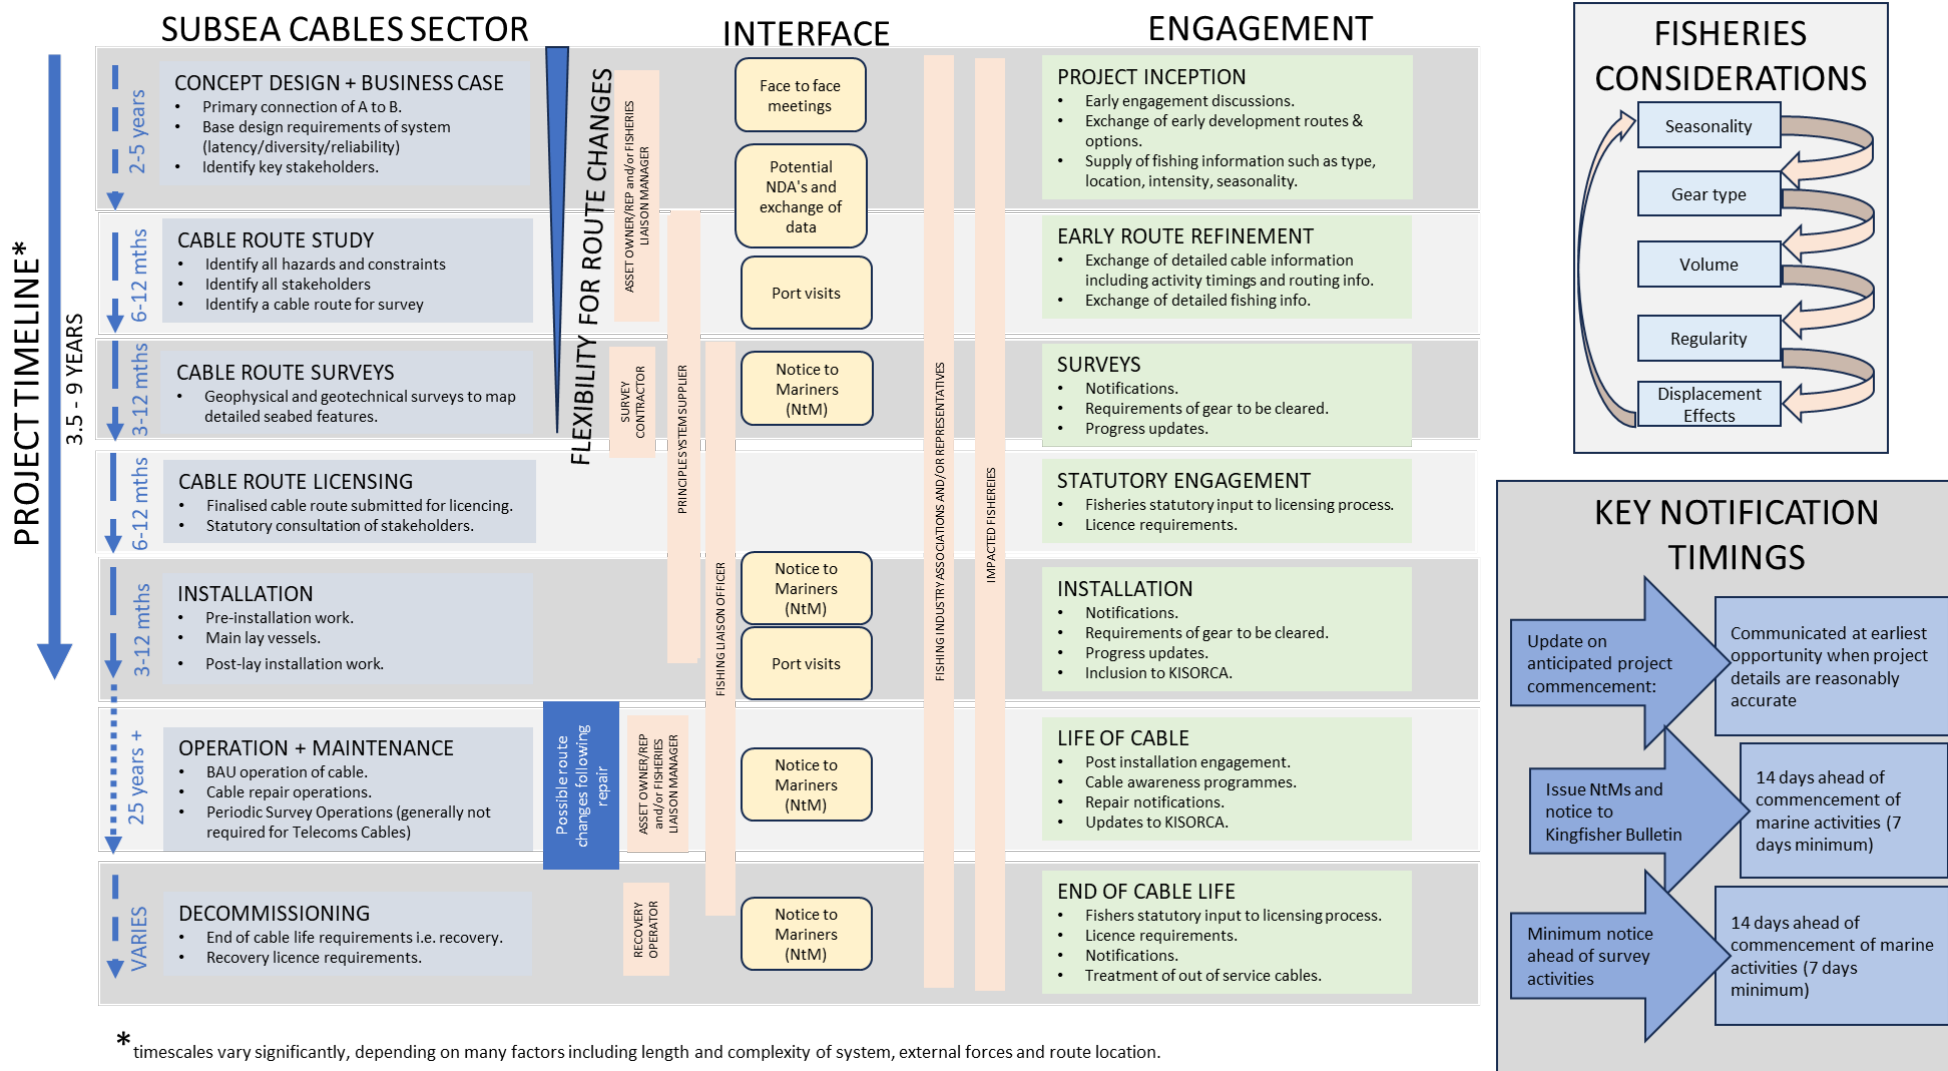 SUBSEA CABLES SECTOR
INTERFACE
ENGAGEMENT
PROJECT TIMELINE*
3.5 - 9 YEARS
2-5 years
CONCEPT DESIGN + BUSINESS CASE
• Primary connection of A to B.
• Base design requirements of system
(latency/diversity/reliability)
• Identify key stakeholders.
FLEXIBILITY FOR ROUTE CHANGES
ASSET OWNER/REP and/or FISHERIES
LIAISON MANAGER
Face to face
meetings
Potential
NDA's and
exchange of
data
PROJECT INCEPTION
• Early engagement discussions.
• Exchange of early development routes &
options.
• Supply of fishing information such as type,
location, intensity, seasonality.
6-12 mths
CABLE ROUTE STUDY
• Identify all hazards and constraints
• Identify all stakeholders
• Identify a cable route for survey
Port visits
EARLY ROUTE REFINEMENT
• Exchange of detailed cable information
including activity timings and routing info.
• Exchange of detailed fishing info.
3-12 mths
CABLE ROUTE SURVEYS
• Geophysical and geotechnical surveys to map
detailed seabed features.
SURVEY
CONTRACTOR
PRINCIPLE SYSTEM SUPPLIER
Notice to
Mariners
(NtM)
FISHING INDUSTRY ASSOCIATIONS AND/OR REPRESENTATIVES
IMPACTED FISHEREIES
SURVEYS
• Notifications.
• Requirements of gear to be cleared.
• Progress updates.
6-12 mths
CABLE ROUTE LICENSING
• Finalised cable route submitted for licencing.
• Statutory consultation of stakeholders.
STATUTORY ENGAGEMENT
• Fisheries statutory input to licensing process.
• Licence requirements.
3-12 mths
INSTALLATION
• Pre-installation work.
• Main lay vessels.
• Post-lay installation work.
FISHING LIAISON OFFICER
Notice to
Mariners
(NtM)
Port visits
INSTALLATION
• Notifications.
• Requirements of gear to be cleared.
• Progress updates.
• Inclusion to KISORCA.
25 years +
OPERATION + MAINTENANCE
• BAU operation of cable.
• Cable repair operations.
• Periodic Survey Operations (generally not
required for Telecoms Cables)
Possible route
changes following
repair
ASSET OWNER/REP
and/or FISHERIES
LIAISON MANAGER
Notice to
Mariners
(NtM)
LIFE OF CABLE
• Post installation engagement.
• Cable awareness programmes.
• Repair notifications.
• Updates to KISORCA.
VARIES
DECOMMISSIONING
• End of cable life requirements i.e. recovery.
• Recovery licence requirements.
RECOVERY
OPERATOR
Notice to
Mariners
(NtM)
END OF CABLE LIFE
• Fishers statutory input to licensing process.
• Licence requirements.
• Notifications.
• Treatment of out of service cables.
* timescales vary significantly, depending on many factors including length and complexity of system, external forces and route location.
FISHERIES
CONSIDERATIONS
Seasonality
Gear type
Volume
Regularity
Displacement
Effects
KEY NOTIFICATION
TIMINGS
Update on
anticipated project
commencement:
Communicated at earliest
opportunity when project
details are reasonably
accurate
Issue NtMs and
notice to
Kingfisher Bulletin
14 days ahead of
commencement of
marine activities (7
days minimum)
Minimum notice
ahead of survey
activities
14 days ahead of
commencement of marine
activities (7 days
minimum)